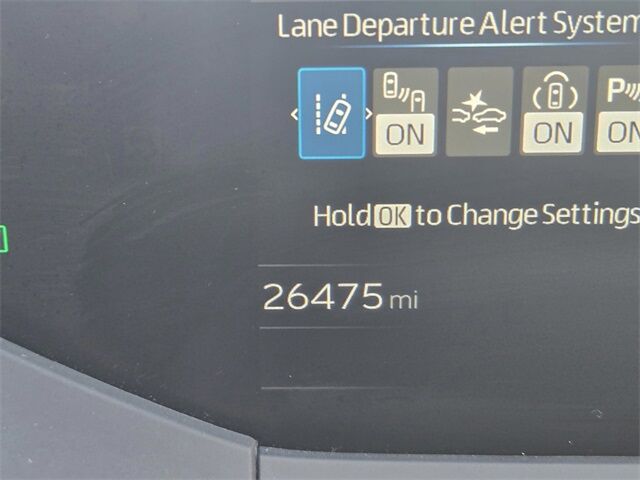 Lane Departure Alert System
ON
ON
P
ON
Hold OK to Change Settings
26475 mi